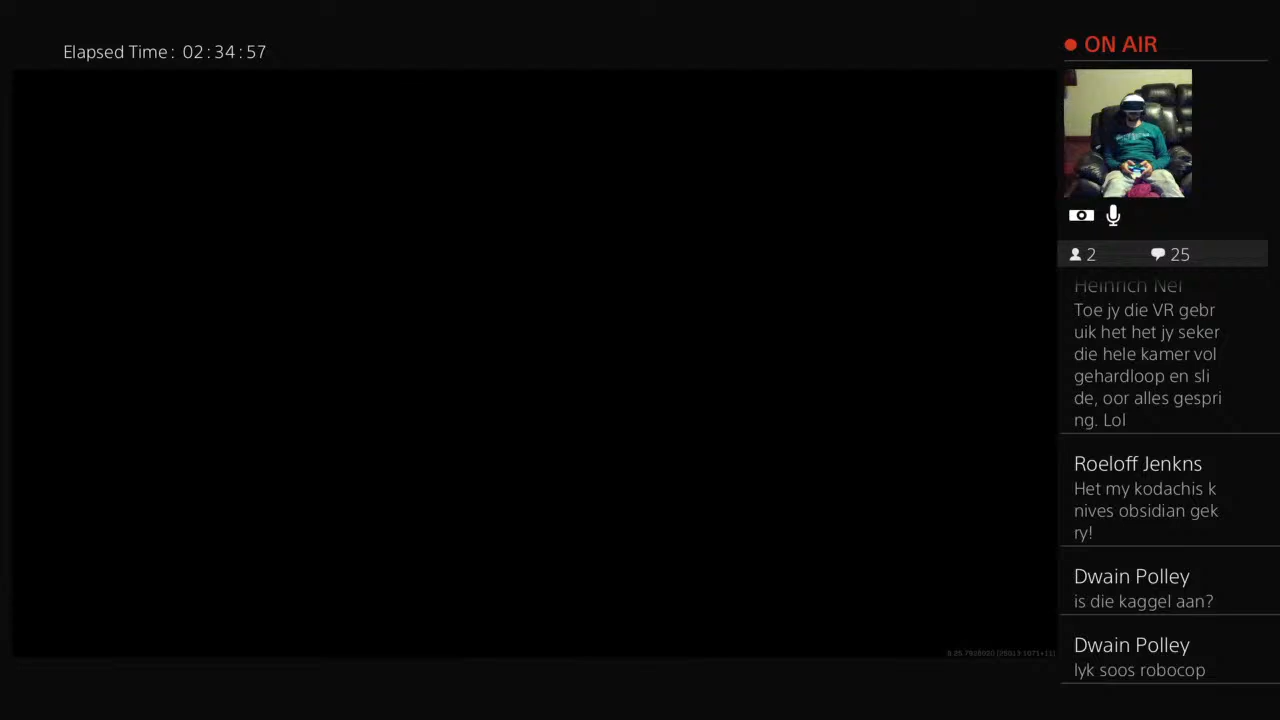 Elapsed Time: 02:34:57
ON AIR
2 25
Heinrich Nel
Toe jy die VR gebr
uik het het jy seker
die hele kamer vol
gehardloop en sli
de, oor alles gespri
ng. Lol
Roeloff Jenkns
Het my kodachis k
nives obsidian gek
ry!
Dwain Polley
is die kaggel aan?
Dwain Polley
lyk soos robocop